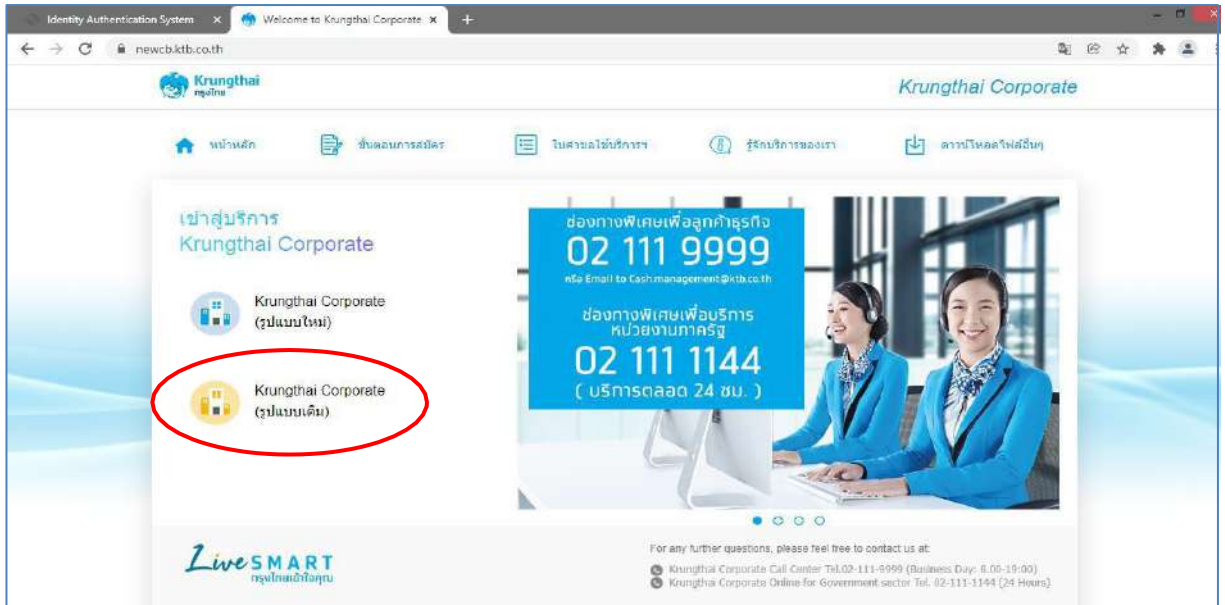 Identity Authentication System
Welcome to Krungthai Corporate
newcb.ktb.co.th
Krungthai
กรุงไทย
Krungthai Corporate
หน้าหลัก
ขั้นตอนการสมัคร
ใบคำขอใช้บริการฯ
รู้จักบริการของเรา
ดาวน์โหลดไฟล์อื่นๆ
เข้าสู่บริการ
Krungthai Corporate
Krungthai Corporate
(รูปแบบใหม่)
Krungthai Corporate
(รูปแบบเดิม)
ช่องทางพิเศษเพื่อลูกค้าธุรกิจ
02 111 9999
หรือ Email to Cash.management@ktb.co.th
ช่องทางพิเศษเพื่อบริการ
หน่วยงานภาครัฐ
02 111 1144
( บริการตลอด 24 ชม. )
Live SMART
กรุงไทยเข้าใจคุณ
For any further questions, please feel free to contact us at:
Krungthai Corporate Call Center Tel.02-111-9999 (Business Day: 8.00-19:00)
Krungthai Corporate Online for Government sector Tel. 02-111-1144 (24 Hours)